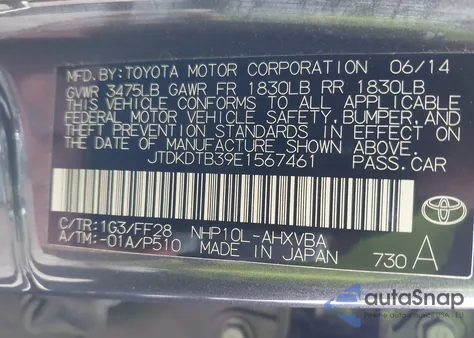 MFD.BY:TOYOTA MOTOR CORPORATION 06/14
GVWR 3475LB GAWR FR 1830LB RR 1830LB
THIS VEHICLE CONFORMS TO ALL APPLICABLE
FEDERAL MOTOR VEHICLE SAFETY, BUMPER, AND
THEFT PREVENTION STANDARDS IN EFFECT ON
THE DATE OF MANUFACTURE SHOWN ABOVE.
JTDKDTB39E1567461 PASS.CAR
C/TR:1G3/FF28 NHP10L-AHXVBA
A/TM:-01A/P510 MADE IN JAPAN 730 A
TOYOTA
autoSnap